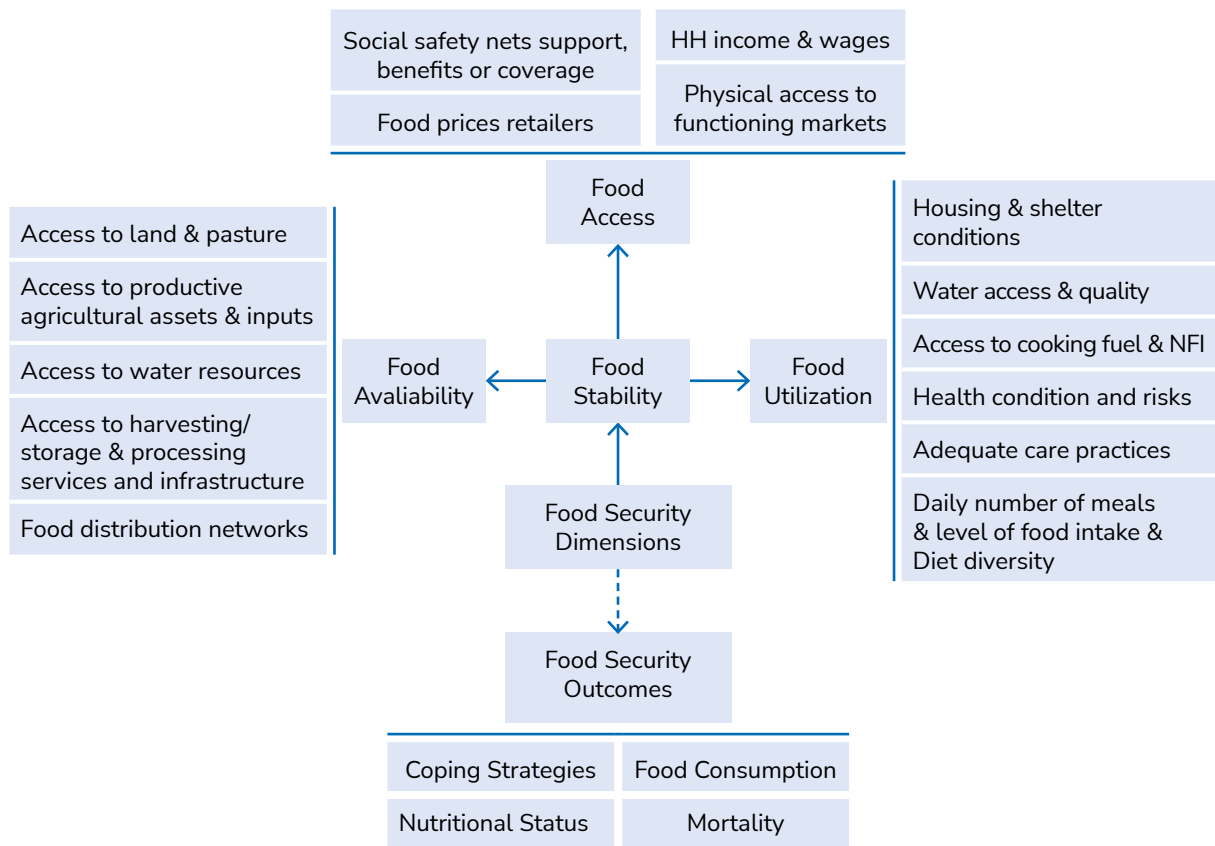 Social safety nets support,
benefits or coverage
Food prices retailers
HH income & wages
Physical access to
functioning markets
Food
Access
Access to land & pasture
Access to productive
agricultural assets & inputs
Access to water resources
Access to harvesting/
storage & processing
services and infrastructure
Food distribution networks
Food
Avaliability
Food
Stability
Food
Utilization
Housing & shelter
conditions
Water access & quality
Access to cooking fuel & NFI
Health condition and risks
Adequate care practices
Daily number of meals
& level of food intake &
Diet diversity
Food Security
Dimensions
Food Security
Outcomes
Coping Strategies
Food Consumption
Nutritional Status
Mortality